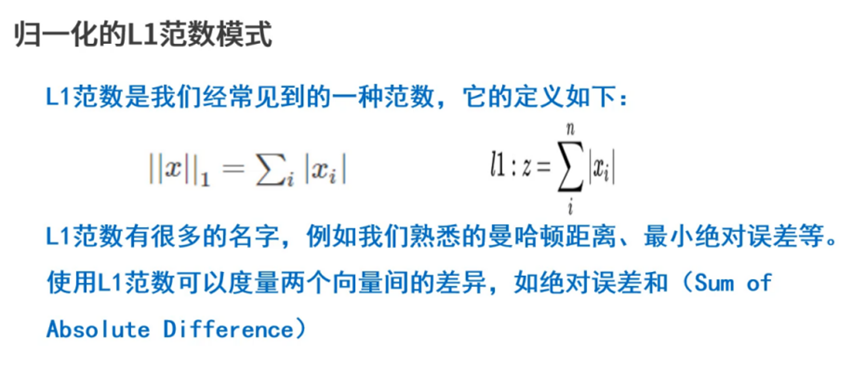 归一化的L1范数模式
L1范数是我们经常见到的一种范数，它的定义如下：
||x||₁ = ∑ᵢ |xᵢ|
l1 : z = ∑ᵢⁿ |xᵢ|
L1范数有很多的名字，例如我们熟悉的曼哈顿距离、最小绝对误差等。
使用L1范数可以度量两个向量间的差异，如绝对误差和（Sum of
Absolute Difference）